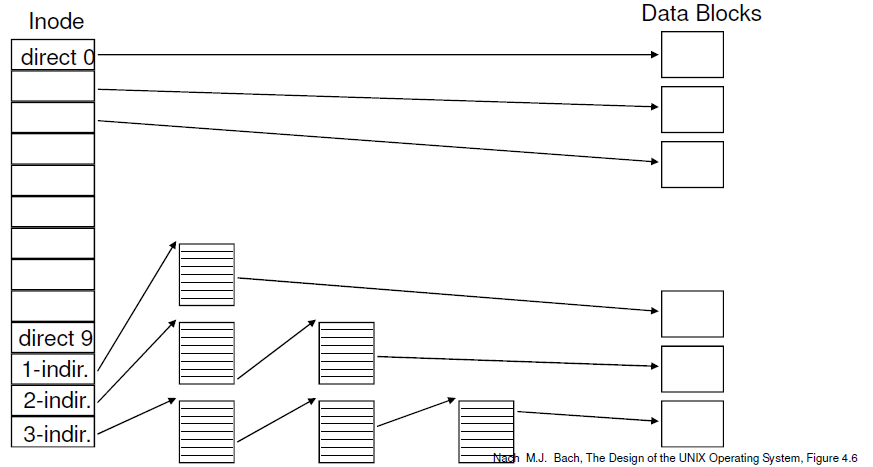 Inode
Data Blocks
direct 0
direct 9
1-indir.
2-indir.
3-indir.
Nach M.J. Bach, The Design of the UNIX Operating System, Figure 4.6